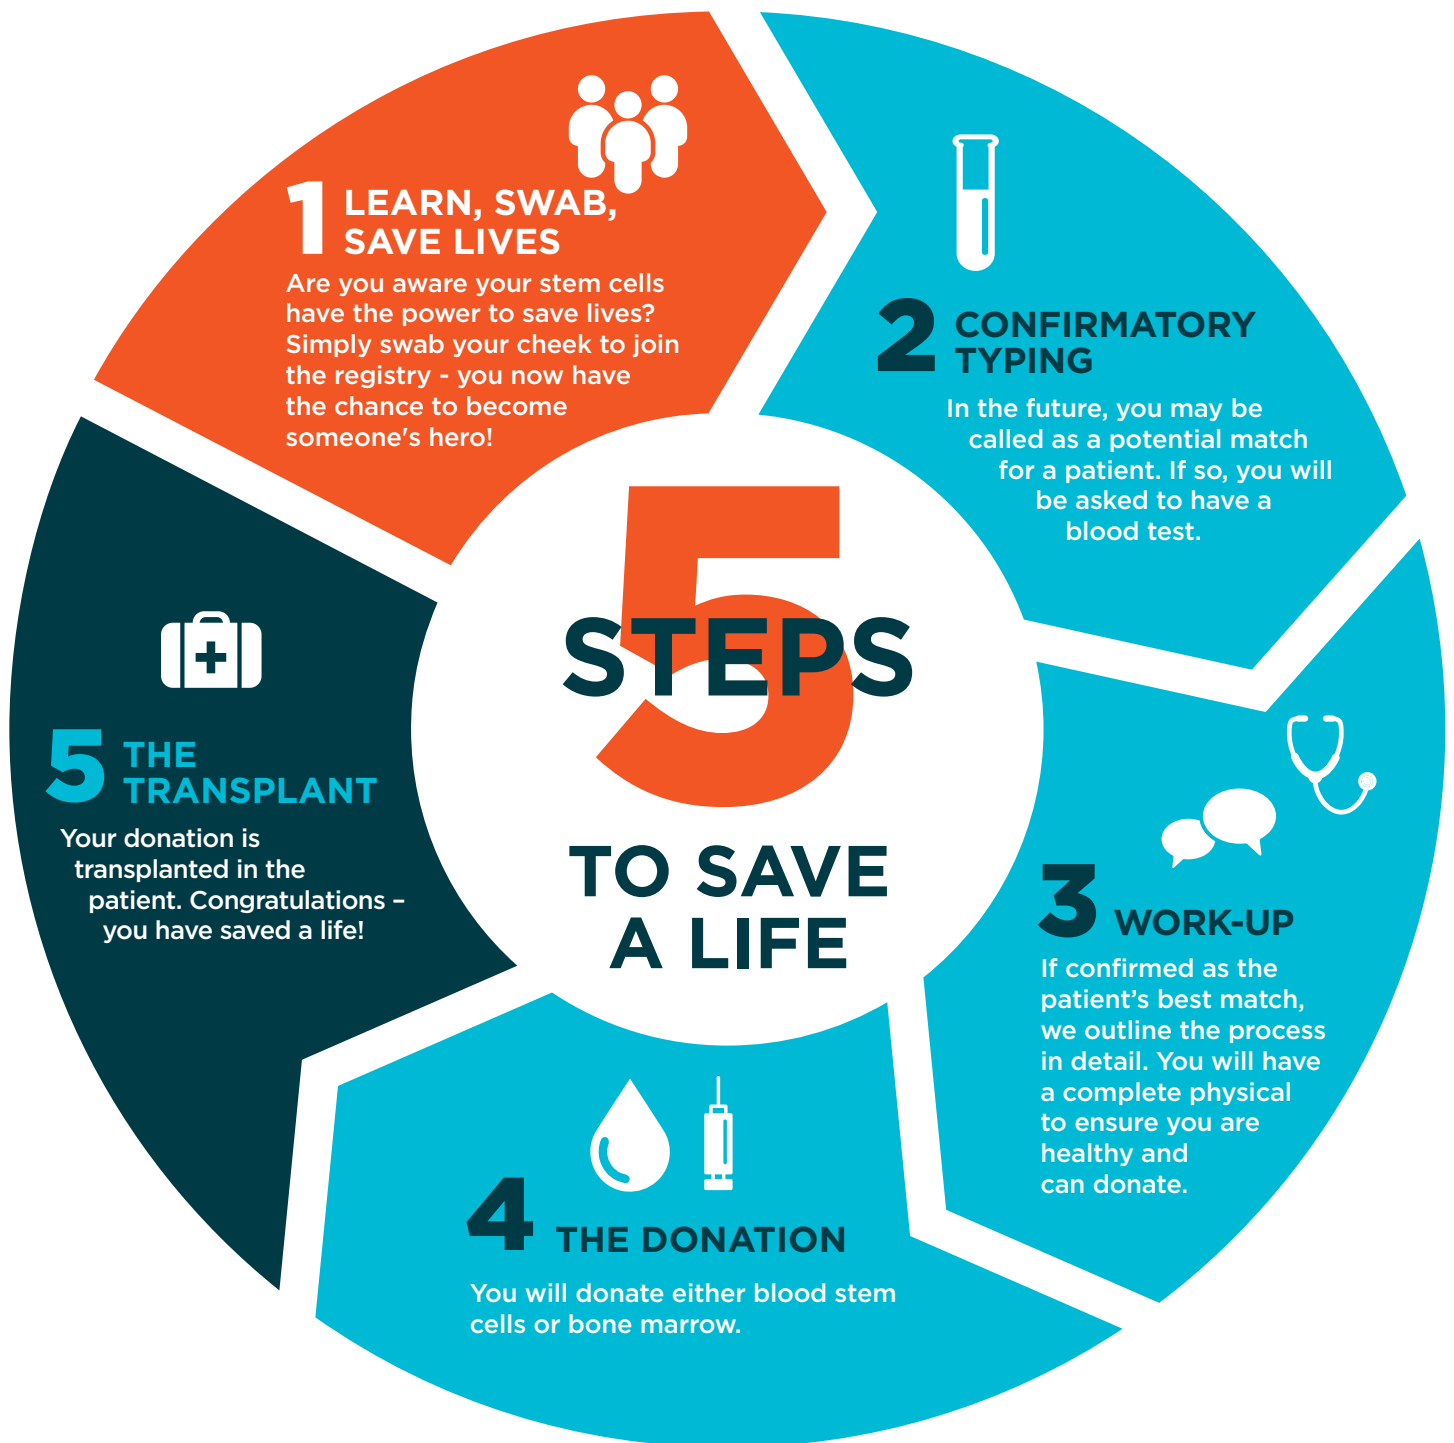 5
STEPS
TO SAVE
A LIFE
1 LEARN, SWAB,
SAVE LIVES
Are you aware your stem cells
have the power to save lives?
Simply swab your cheek to join
the registry - you now have
the chance to become
someone's hero!
2 CONFIRMATORY
TYPING
In the future, you may be
called as a potential match
for a patient. If so, you will
be asked to have a
blood test.
3 WORK-UP
If confirmed as the
patient’s best match,
we outline the process
in detail. You will have
a complete physical
to ensure you are
healthy and
can donate.
4 THE DONATION
You will donate either blood stem
cells or bone marrow.
5 THE
TRANSPLANT
Your donation is
transplanted in the
patient. Congratulations –
you have saved a life!